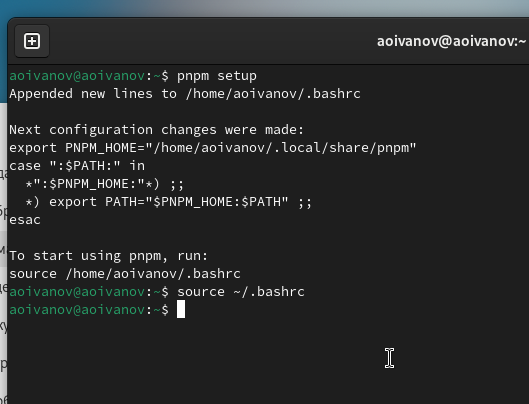 aoivanov@aoivanov:~
aoivanov@aoivanov:~$ pnpm setup
Appended new lines to /home/aoivanov/.bashrc

Next configuration changes were made:
export PNPM_HOME="/home/aoivanov/.local/share/pnpm"
case ":$PATH:" in
  *":$PNPM_HOME:"*) ;;
  *) export PATH="$PNPM_HOME:$PATH" ;;
esac

To start using pnpm, run:
source /home/aoivanov/.bashrc
aoivanov@aoivanov:~$ source ~/.bashrc
aoivanov@aoivanov:~$